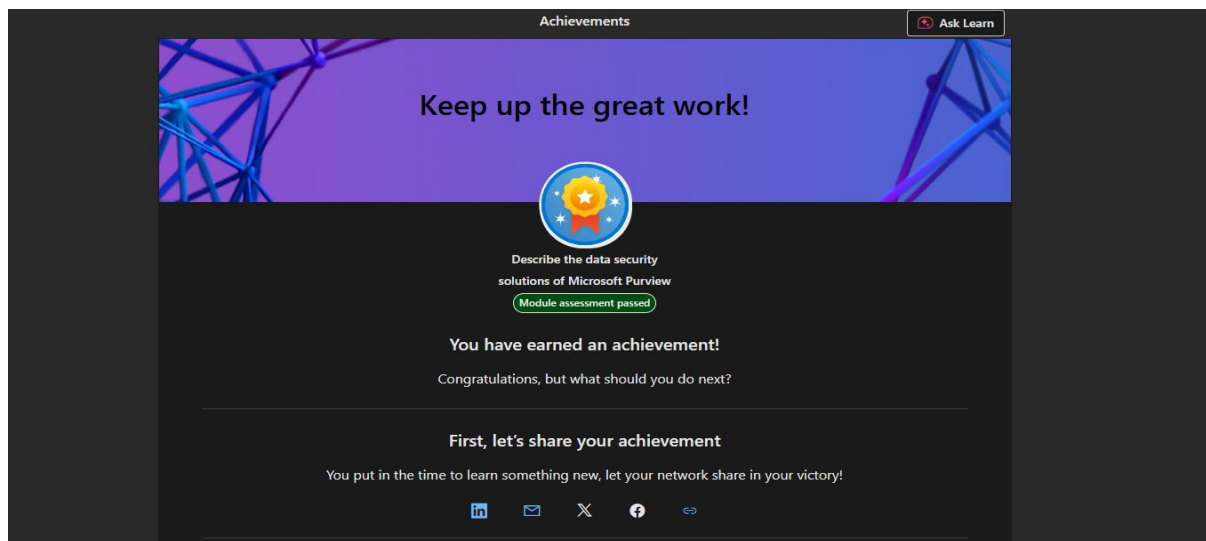 Achievements
Ask Learn
Keep up the great work!
Describe the data security
solutions of Microsoft Purview
Module assessment passed
You have earned an achievement!
Congratulations, but what should you do next?
First, let's share your achievement
You put in the time to learn something new, let your network share in your victory!